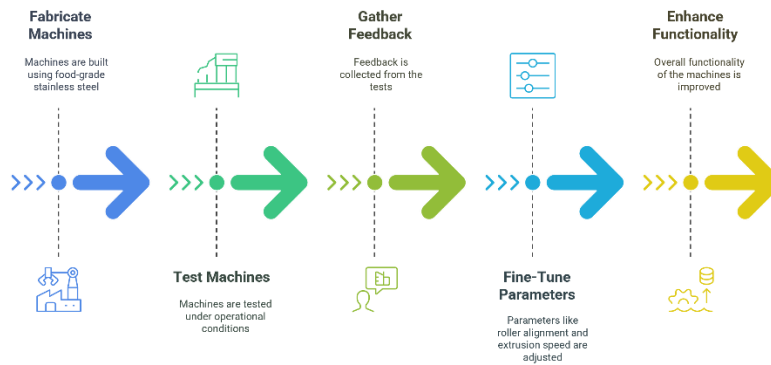 Fabricate
Machines
Machines are built
using food-grade
stainless steel
Test Machines
Machines are tested
under operational
conditions
Gather
Feedback
Feedback is
collected from the
tests
Fine-Tune
Parameters
Parameters like
roller alignment and
extrusion speed are
adjusted
Enhance
Functionality
Overall functionality
of the machines is
improved